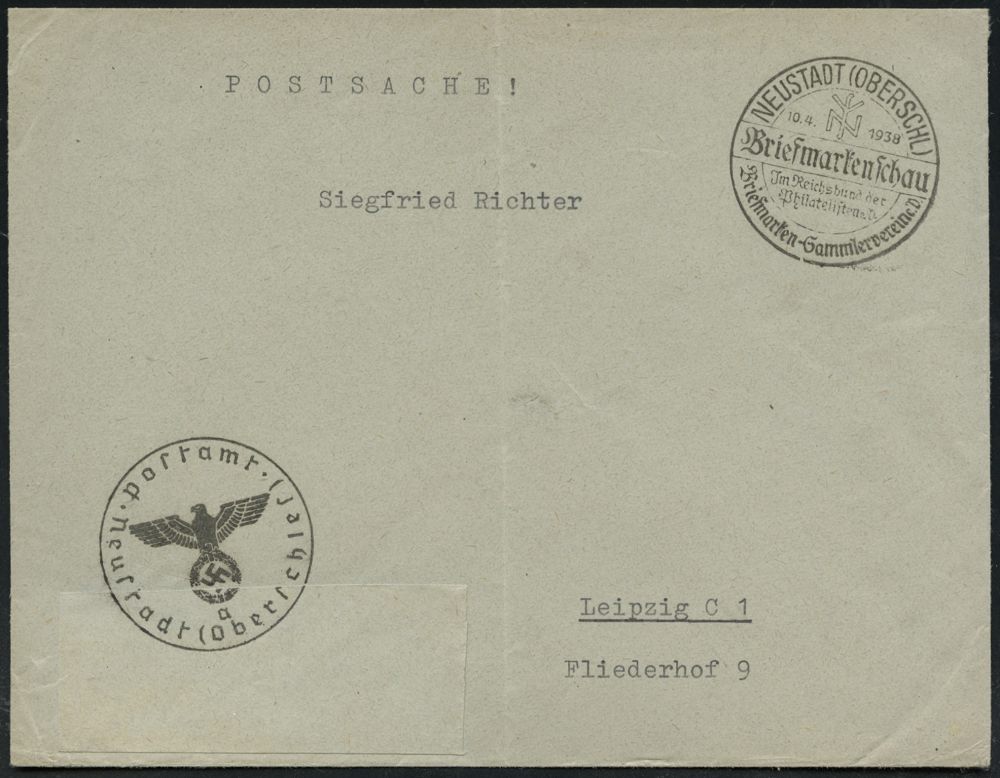 POSTSACHE!
NEUSTADT (OBERSCHL)
10.4. 1938
Briefmarkenschau
Im Reichsbund der
Philatelisten e.V.
Briefmarken-Sammlerverein e.V.
Siegfried Richter
Postamt · Neustadt (Oberschles)
a
Leipzig C 1
Fliederhof 9